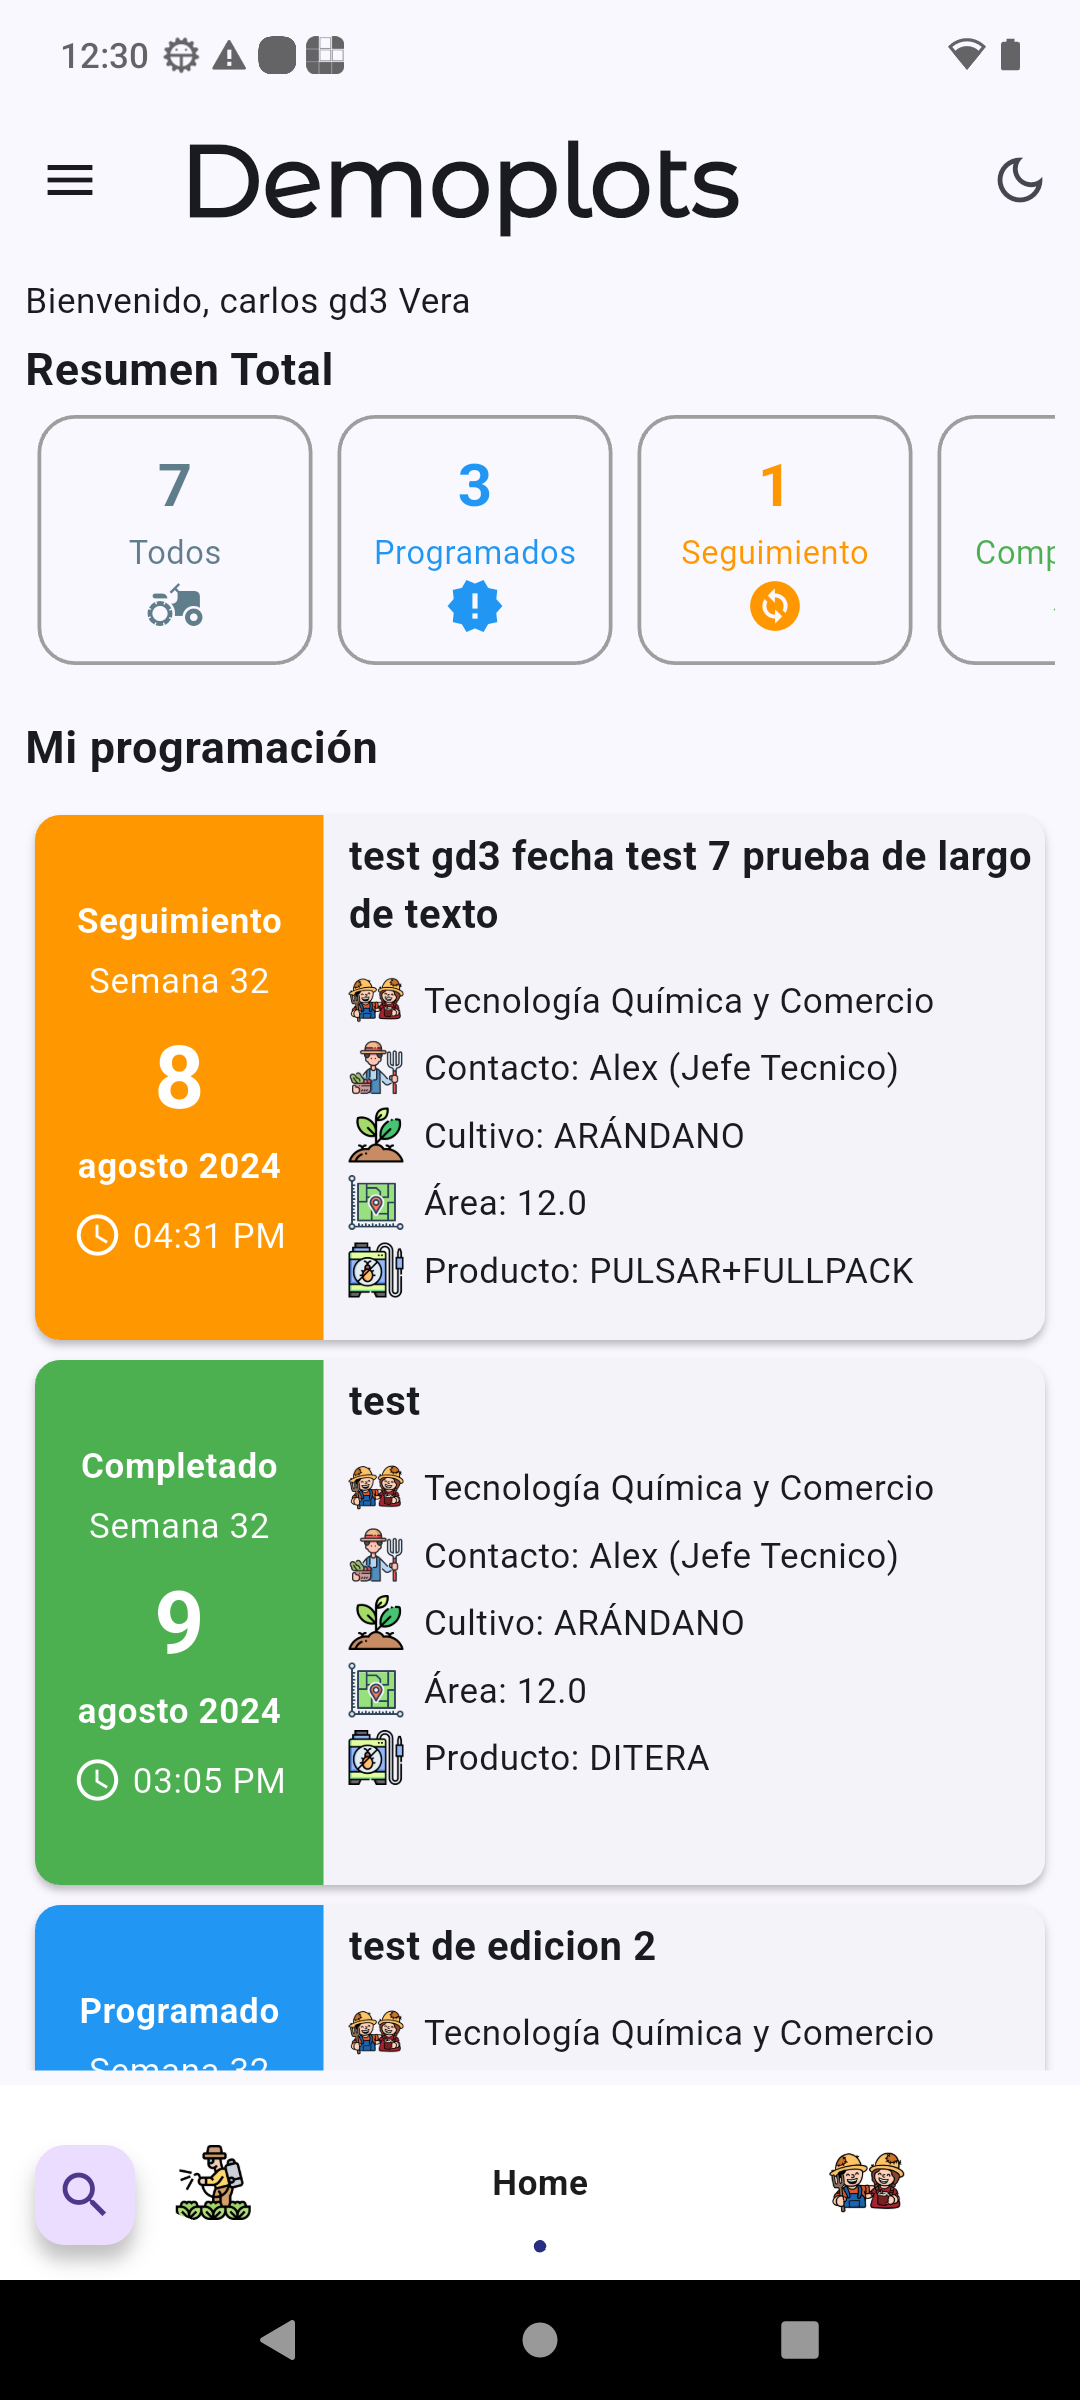 12:30
Demoplots
Bienvenido, carlos gd3 Vera
Resumen Total
7
Todos
3
Programados
1
Seguimiento
Comp
Mi programación
Seguimiento
Semana 32
8
agosto 2024
04:31 PM
test gd3 fecha test 7 prueba de largo
de texto
Tecnología Química y Comercio
Contacto: Alex (Jefe Tecnico)
Cultivo: ARÁNDANO
Área: 12.0
Producto: PULSAR+FULLPACK
Completado
Semana 32
9
agosto 2024
03:05 PM
test
Tecnología Química y Comercio
Contacto: Alex (Jefe Tecnico)
Cultivo: ARÁNDANO
Área: 12.0
Producto: DITERA
Programado
Semana 32
test de edicion 2
Tecnología Química y Comercio
Home